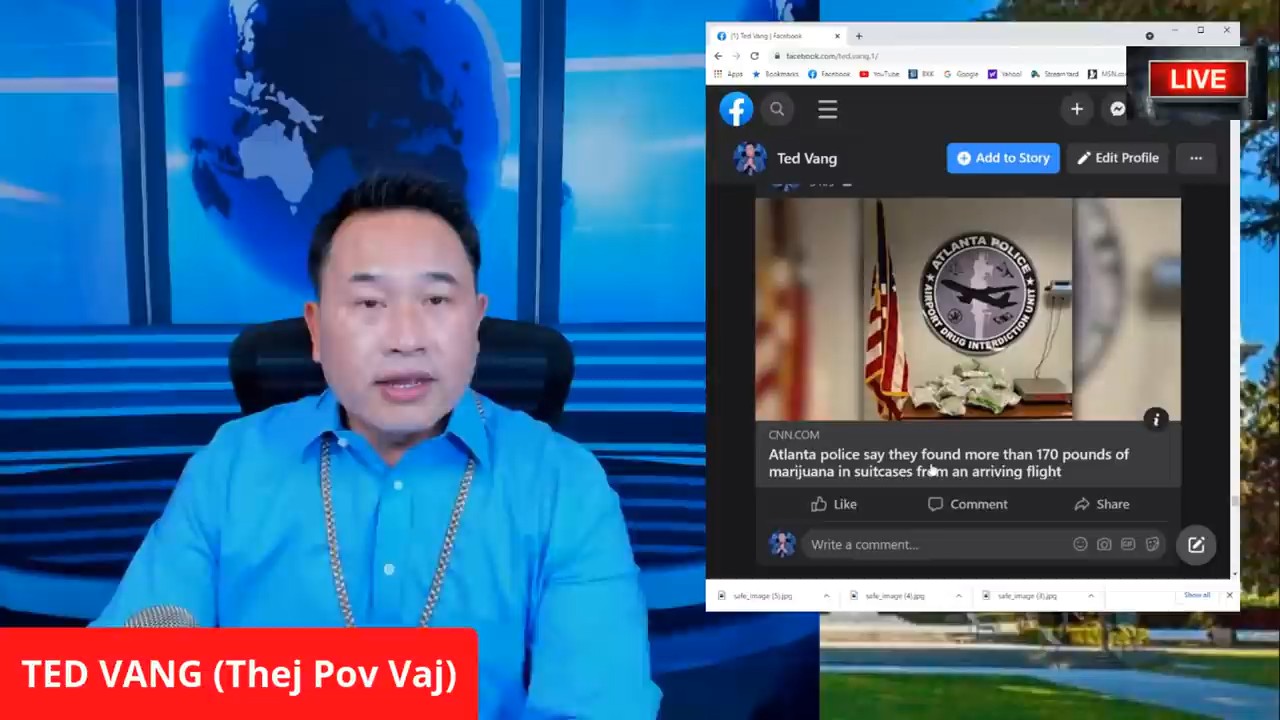 (1) Ted Vang | Facebook
facebook.com/ted.vang.1/
Apps Bookmarks Facebook YouTube BKK Google Yahoo! StreamYard
LIVE
Ted Vang
Add to Story
Edit Profile
ATLANTA POLICE
AIRPORT DRUG INTERDICTION UNIT
CNN.COM
Atlanta police say they found more than 170 pounds of
marijuana in suitcases from an arriving flight
Like Comment Share
Write a comment...
GIF
safe_image (5).jpg safe_image (4).jpg safe_image (3).jpg Show all
TED VANG (Thej Pov Vaj)